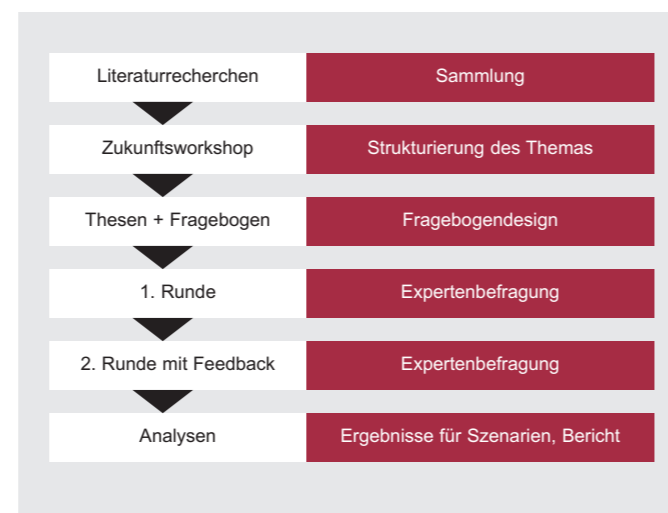 Literaturrecherchen Sammlung
Zukunftsworkshop Strukturierung des Themas
Thesen + Fragebogen Fragebogendesign
1. Runde Expertenbefragung
2. Runde mit Feedback Expertenbefragung
Analysen Ergebnisse für Szenarien, Bericht